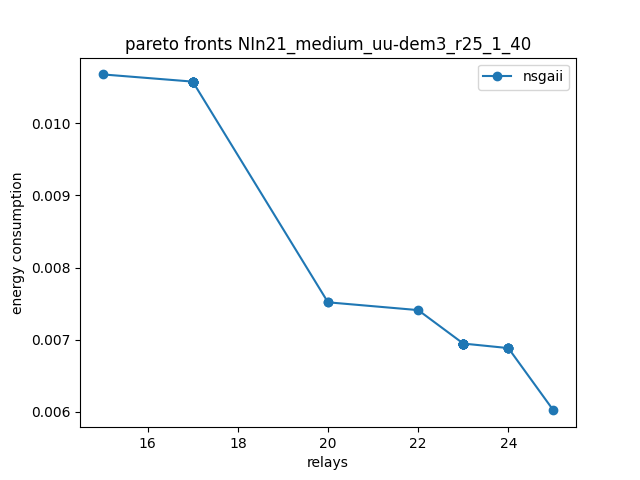 pareto fronts NIn21_medium_uu-dem3_r25_1_40
nsgaii
0.010
0.009
0.008
0.007
0.006
energy consumption
16 18 20 22 24
relays